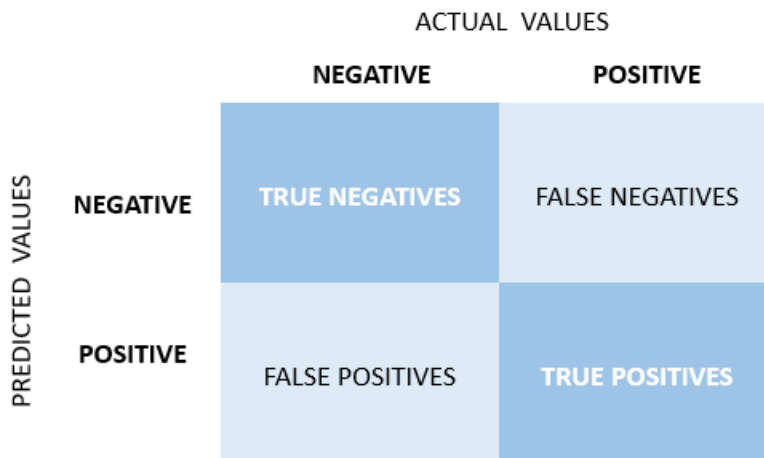 ACTUAL VALUES
NEGATIVE POSITIVE
PREDICTED VALUES
NEGATIVE TRUE NEGATIVES FALSE NEGATIVES
POSITIVE FALSE POSITIVES TRUE POSITIVES